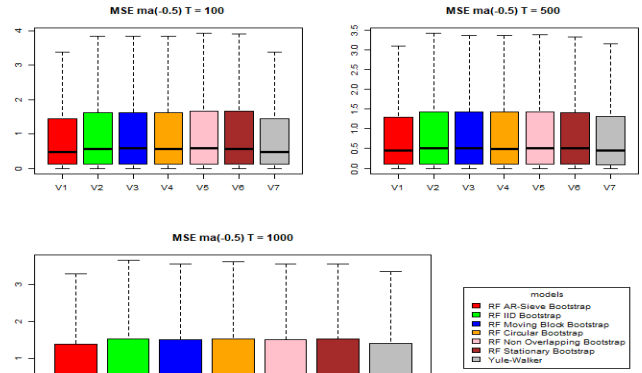 MSE ma(-0.5) T = 100
4
3
2
1
0
V1 V2 V3 V4 V5 V6 V7
MSE ma(-0.5) T = 500
3.5
3.0
2.5
2.0
1.5
1.0
0.5
0.0
V1 V2 V3 V4 V5 V6 V7
MSE ma(-0.5) T = 1000
3
2
1
models
RF AR-Sieve Bootstrap
RF IID Bootstrap
RF Moving Block Bootstrap
RF Circular Bootstrap
RF Non Overlapping Bootstrap
RF Stationary Bootstrap
Yule-Walker